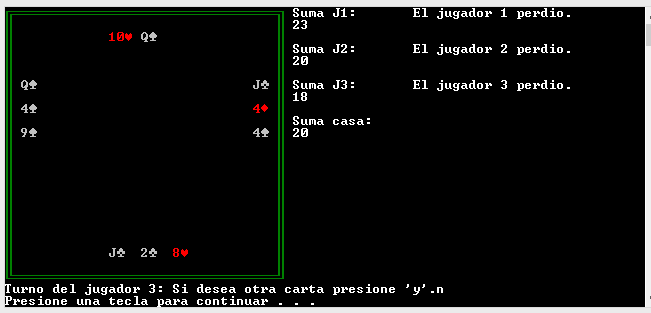 10♥ Q♠
Q♠ J♣
4♠ 4♦
9♠ 4♠
J♣ 2♣ 8♥
Suma J1: El jugador 1 perdio.
23
Suma J2: El jugador 2 perdio.
20
Suma J3: El jugador 3 perdio.
18
Suma casa:
20
Turno del jugador 3: Si desea otra carta presione 'y'.n
Presione una tecla para continuar . . .